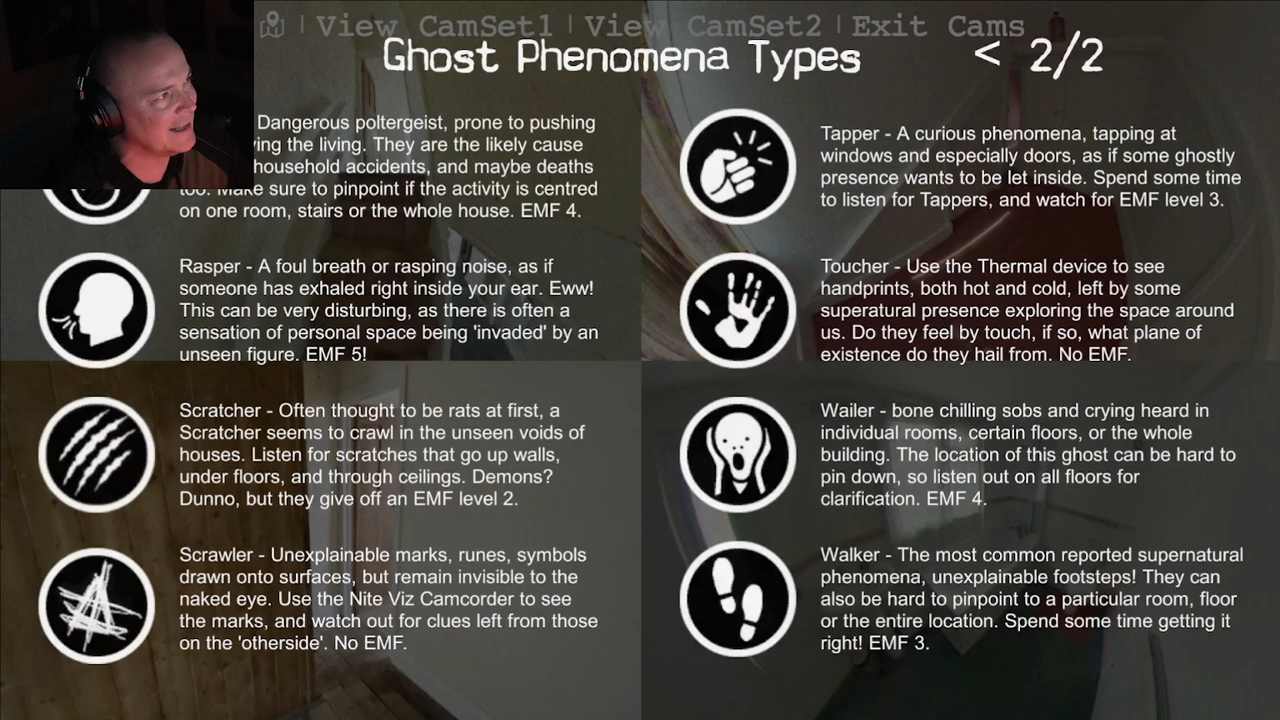 View CamSet1 | View CamSet2 | Exit Cams
Ghost Phenomena Types
< 2/2
Dangerous poltergeist, prone to pushing
ving the living. They are the likely cause
household accidents, and maybe deaths
too. Make sure to pinpoint if the activity is centred
on one room, stairs or the whole house. EMF 4.
Rasper - A foul breath or rasping noise, as if
someone has exhaled right inside your ear. Eww!
This can be very disturbing, as there is often a
sensation of personal space being 'invaded' by an
unseen figure. EMF 5!
Scratcher - Often thought to be rats at first, a
Scratcher seems to crawl in the unseen voids of
houses. Listen for scratches that go up walls,
under floors, and through ceilings. Demons?
Dunno, but they give off an EMF level 2.
Scrawler - Unexplainable marks, runes, symbols
drawn onto surfaces, but remain invisible to the
naked eye. Use the Nite Viz Camcorder to see
the marks, and watch out for clues left from those
on the 'otherside'. No EMF.
Tapper - A curious phenomena, tapping at
windows and especially doors, as if some ghostly
presence wants to be let inside. Spend some time
to listen for Tappers, and watch for EMF level 3.
Toucher - Use the Thermal device to see
handprints, both hot and cold, left by some
superatural presence exploring the space around
us. Do they feel by touch, if so, what plane of
existence do they hail from. No EMF.
Wailer - bone chilling sobs and crying heard in
individual rooms, certain floors, or the whole
building. The location of this ghost can be hard to
pin down, so listen out on all floors for
clarification. EMF 4.
Walker - The most common reported supernatural
phenomena, unexplainable footsteps! They can
also be hard to pinpoint to a particular room, floor
or the entire location. Spend some time getting it
right! EMF 3.